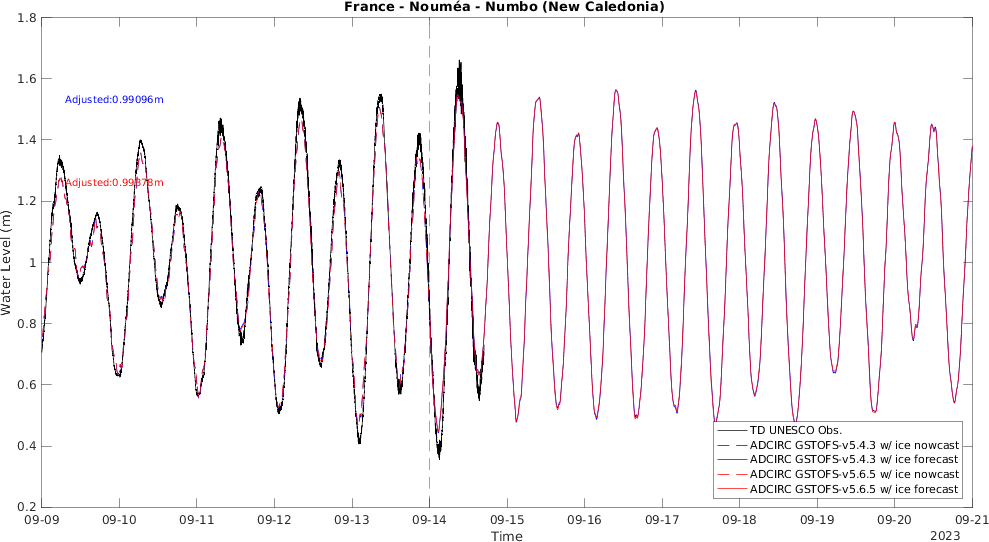 France - Nouméa - Numbo (New Caledonia)
1.8
1.6
1.4
1.2
1
0.8
0.6
0.4
0.2
Water Level (m)
Adjusted:0.99096m
Adjusted:0.99378m
TD UNESCO Obs.
ADCIRC GSTOFS-v5.4.3 w/ ice nowcast
ADCIRC GSTOFS-v5.4.3 w/ ice forecast
ADCIRC GSTOFS-v5.6.5 w/ ice nowcast
ADCIRC GSTOFS-v5.6.5 w/ ice forecast
09-09 09-10 09-11 09-12 09-13 09-14 09-15 09-16 09-17 09-18 09-19 09-20 09-21
Time
2023